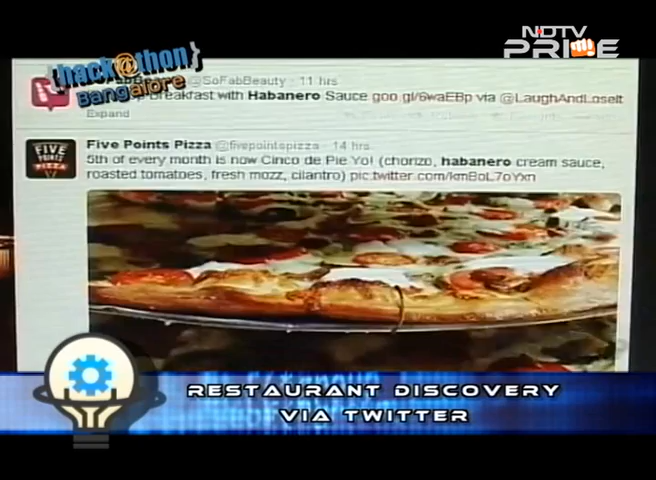 NDTV
PRIME
{hack@thon}
Bangalore
@SoFabBeauty · 11 hrs
breakfast with Habanero Sauce goo.gl/6waEBp via @LaughAndLoseIt
Expand
Five Points Pizza @fivepointspizza · 14 hrs
5th of every month is now Cinco de Pie Yo! (chorizo, habanero cream sauce,
roasted tomatoes, fresh mozz, cilantro) pic.twitter.com/kmBoL7oYxn
FIVE
POINTS
PIZZA
RESTAURANT DISCOVERY
VIA TWITTER